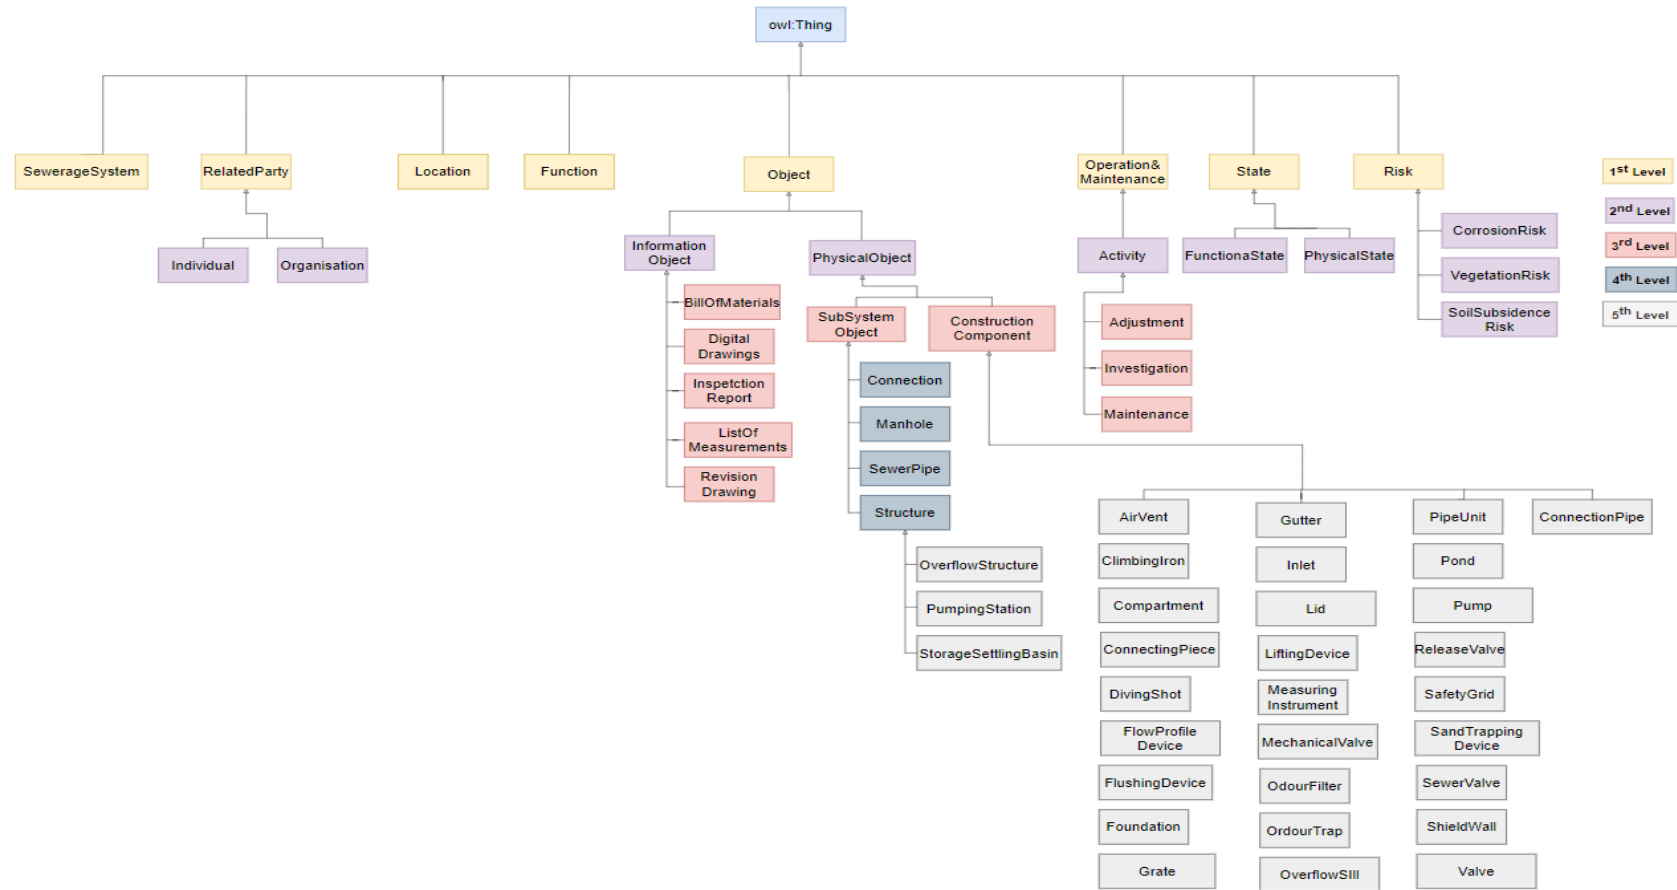 owl:Thing
SewerageSystem
RelatedParty
Location
Function
Object
Operation&
Maintenance
State
Risk
1st Level
2nd Level
3rd Level
4th Level
5th Level
Individual
Organisation
Information
Object
PhysicalObject
Activity
FunctionaState
PhysicalState
CorrosionRisk
VegetationRisk
SoilSubsidence
Risk
BillOfMaterials
Digital
Drawings
Inspetction
Report
ListOf
Measurements
Revision
Drawing
SubSystem
Object
Construction
Component
Adjustment
Investigation
Maintenance
Connection
Manhole
SewerPipe
Structure
OverflowStructure
PumpingStation
StorageSettlingBasin
AirVent
ClimbingIron
Compartment
ConnectingPiece
DivingShot
FlowProfile
Device
FlushingDevice
Foundation
Grate
Gutter
Inlet
Lid
LiftingDevice
Measuring
Instrument
MechanicalValve
OdourFilter
OrdourTrap
OverflowSIll
PipeUnit
Pond
Pump
ReleaseValve
SafetyGrid
SandTrapping
Device
SewerValve
ShieldWall
Valve
ConnectionPipe